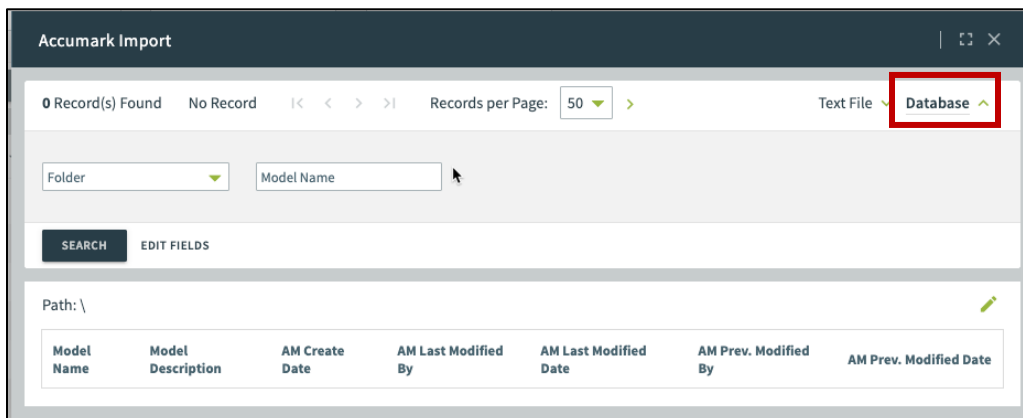 Accumark Import
0 Record(s) Found No Record Records per Page: 50 Text File Database
Folder Model Name
SEARCH EDIT FIELDS
Path: \
Model Name Model Description AM Create Date AM Last Modified By AM Last Modified Date AM Prev. Modified By AM Prev. Modified Date